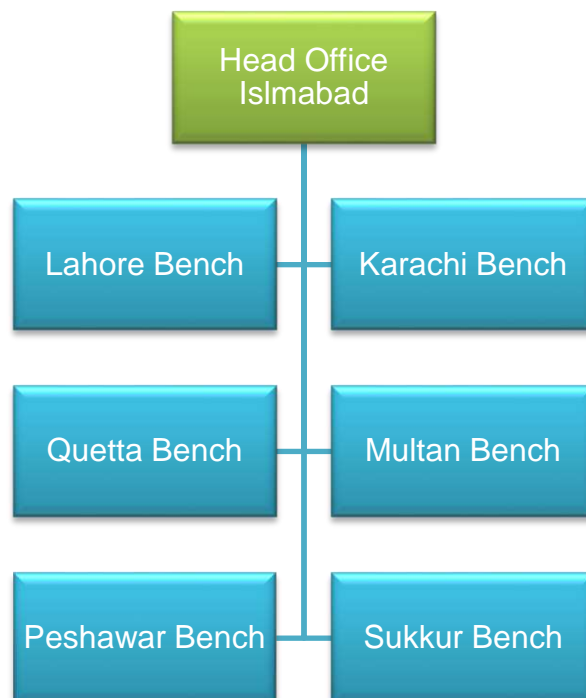 Head Office
Islmabad
Lahore Bench
Karachi Bench
Quetta Bench
Multan Bench
Peshawar Bench
Sukkur Bench